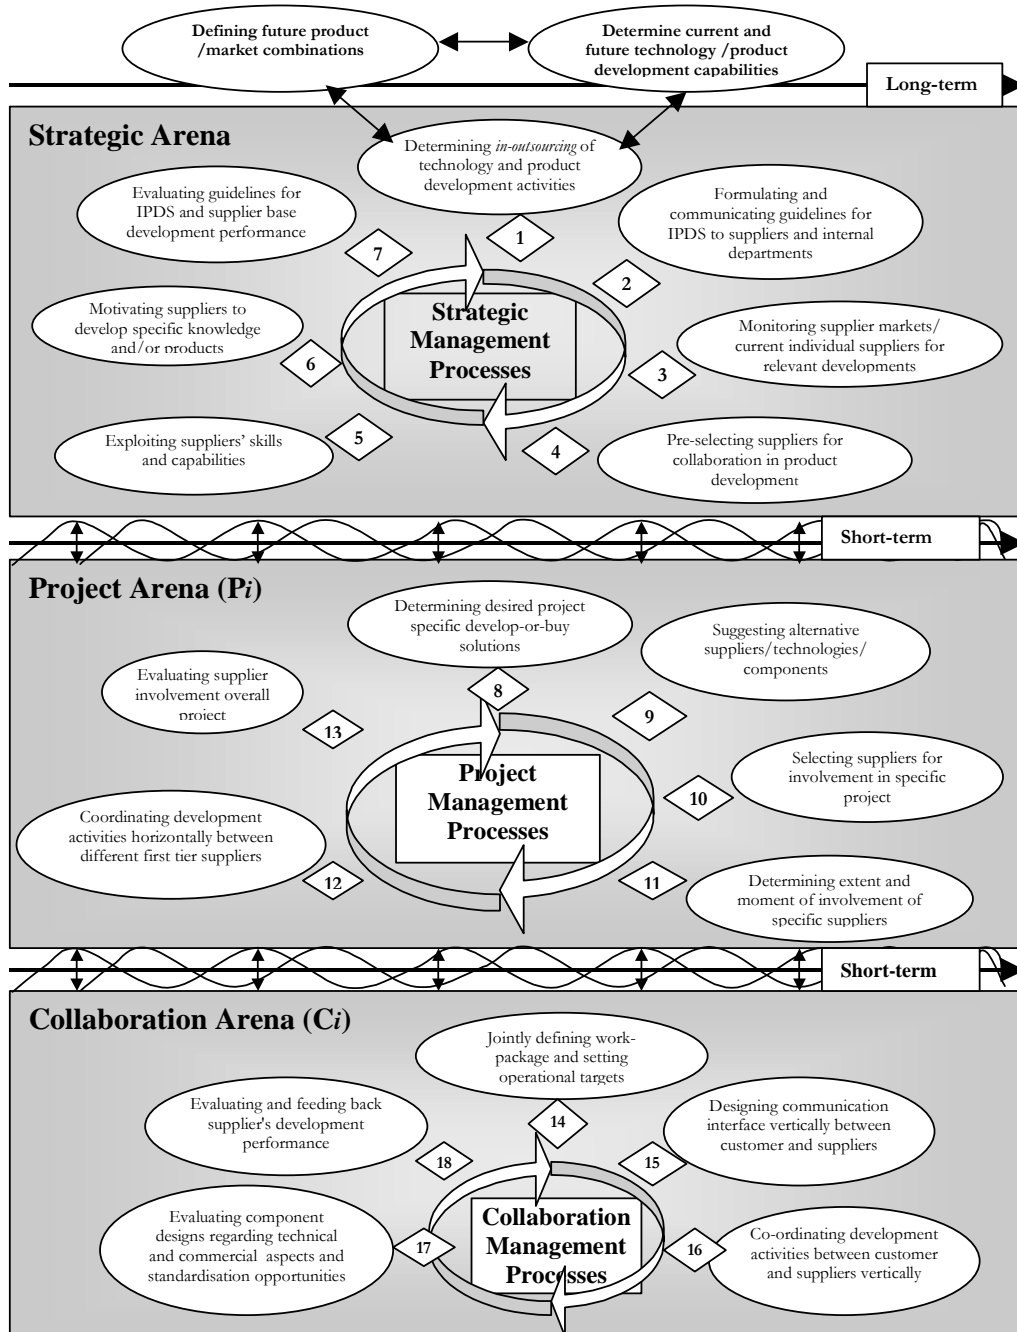 Defining future product
/market combinations
Determine current and
future technology /product
development capabilities
Long-term
Strategic Arena
Determining in-outsourcing of
technology and product
development activities
Evaluating guidelines for
IPDS and supplier base
development performance
Formulating and
communicating guidelines for
IPDS to suppliers and internal
departments
7
1
2
Motivating suppliers to
develop specific knowledge
and/or products
Strategic
Management
Processes
Monitoring supplier markets/
current individual suppliers for
relevant developments
6
3
Exploiting suppliers' skills
and capabilities
5
4
Pre-selecting suppliers for
collaboration in product
development
Short-term
Project Arena (Pi)
Determining desired project
specific develop-or-buy
solutions
Suggesting alternative
suppliers/technologies/
components
Evaluating supplier
involvement overall
project
8
9
13
Project
Management
Processes
Selecting suppliers for
involvement in specific
project
10
Coordinating development
activities horizontally between
different first tier suppliers
12
11
Determining extent and
moment of involvement of
specific suppliers
Short-term
Collaboration Arena (Ci)
Jointly defining work-
package and setting
operational targets
Evaluating and feeding back
supplier's development
performance
14
Designing communication
interface vertically between
customer and suppliers
18
15
Evaluating component
designs regarding technical
and commercial aspects and
standardisation opportunities
17
Collaboration
Management
Processes
16
Co-ordinating development
activities between customer
and suppliers vertically